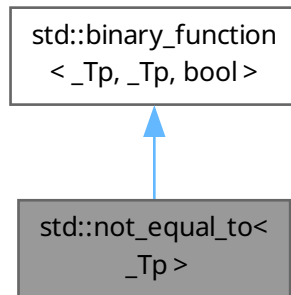 std::binary_function
< _Tp, _Tp, bool >
std::not_equal_to<
_Tp >